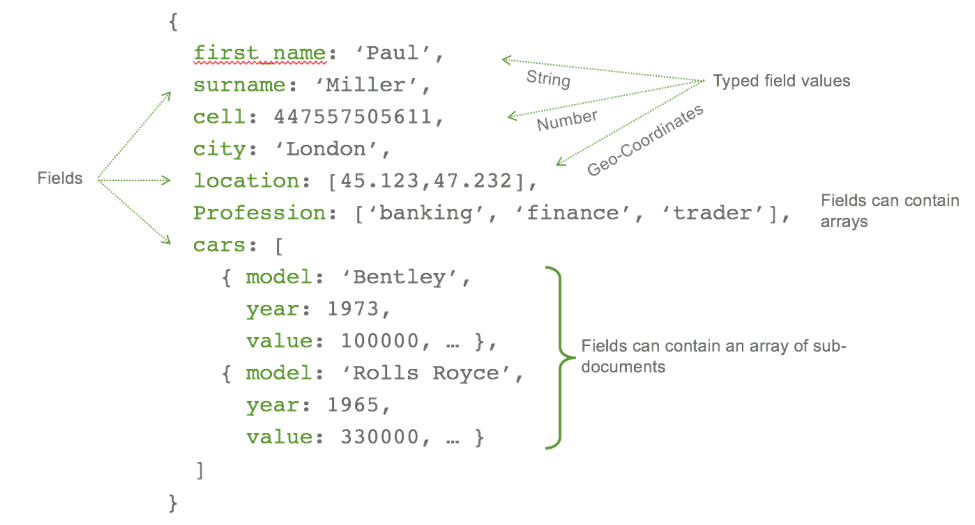 {
first_name: ‘Paul’,
String
Typed field values
surname: ‘Miller’,
cell: 447557505611,
Number
city: ‘London’,
Geo-Coordinates
Fields
location: [45.123,47.232],
Profession: [‘banking’, ‘finance’, ‘trader’],
Fields can contain
arrays
cars: [
{ model: ‘Bentley’,
year: 1973,
value: 100000, … },
Fields can contain an array of sub-
documents
{ model: ‘Rolls Royce’,
year: 1965,
value: 330000, … }
]
}